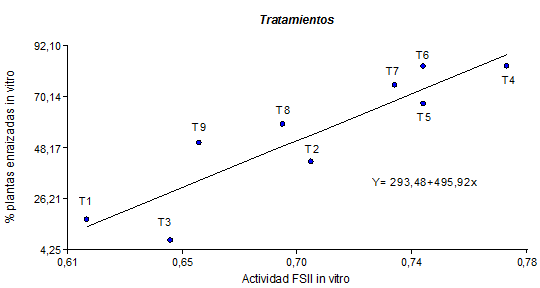 Tratamientos
92,10
70,14
48,17
26,21
4,25
% plantas enraizadas in vitro
T1
T3
T9
T8
T2
T7
T6
T5
T4
Y= 293,48+495,92x
0,61
0,65
0,70
0,74
0,78
Actividad FSII in vitro